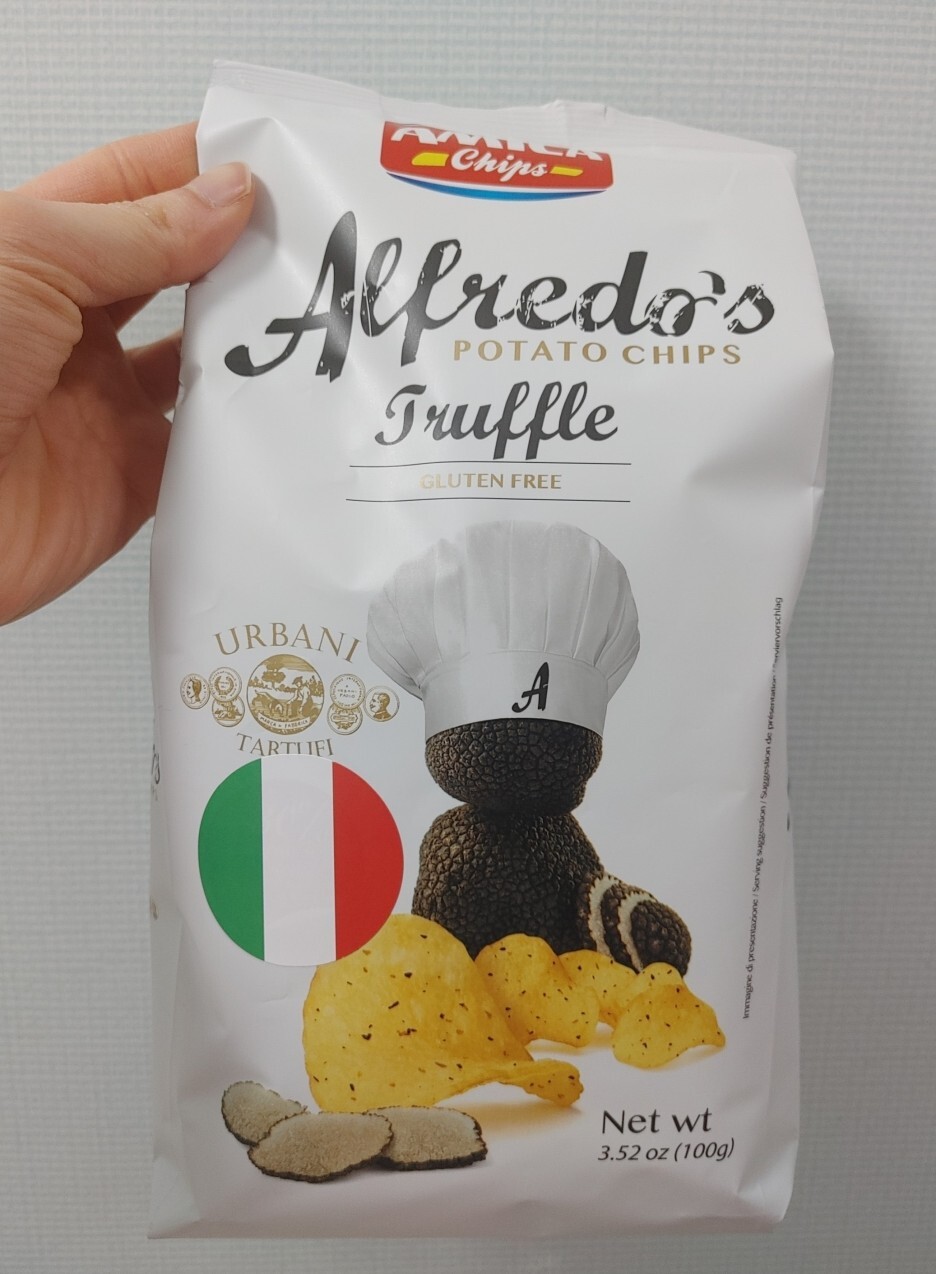 AMICA
Chips
Alfredo's
POTATO CHIPS
Truffle
GLUTEN FREE
A
URBANI
TARTUFI
Immagine di presentazione / Serving suggestion / Suggestion de présentation / Serviervorschlag
Net wt
3.52 oz (100g)